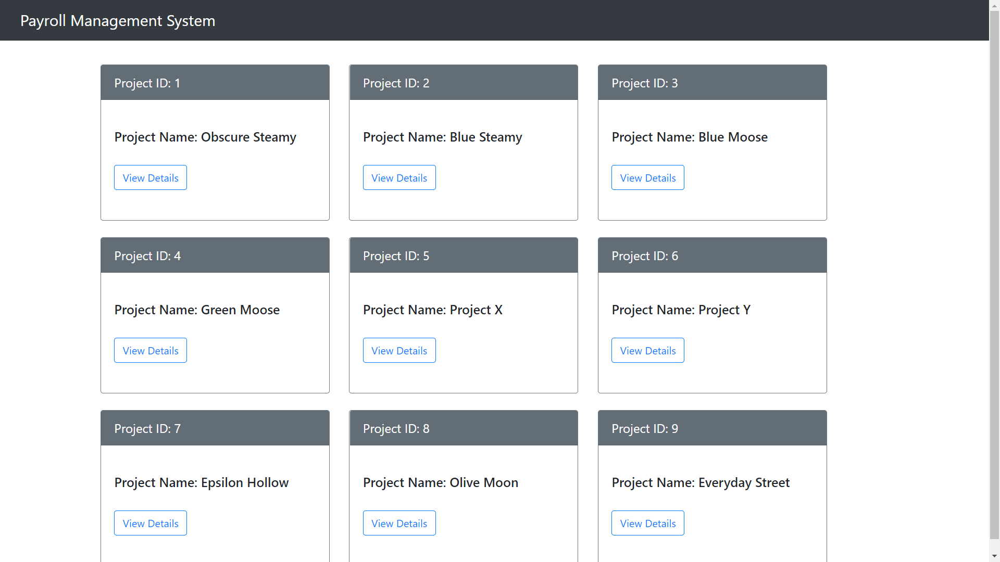 Payroll Management System
Project ID: 1
Project Name: Obscure Steamy
View Details
Project ID: 2
Project Name: Blue Steamy
View Details
Project ID: 3
Project Name: Blue Moose
View Details
Project ID: 4
Project Name: Green Moose
View Details
Project ID: 5
Project Name: Project X
View Details
Project ID: 6
Project Name: Project Y
View Details
Project ID: 7
Project Name: Epsilon Hollow
View Details
Project ID: 8
Project Name: Olive Moon
View Details
Project ID: 9
Project Name: Everyday Street
View Details